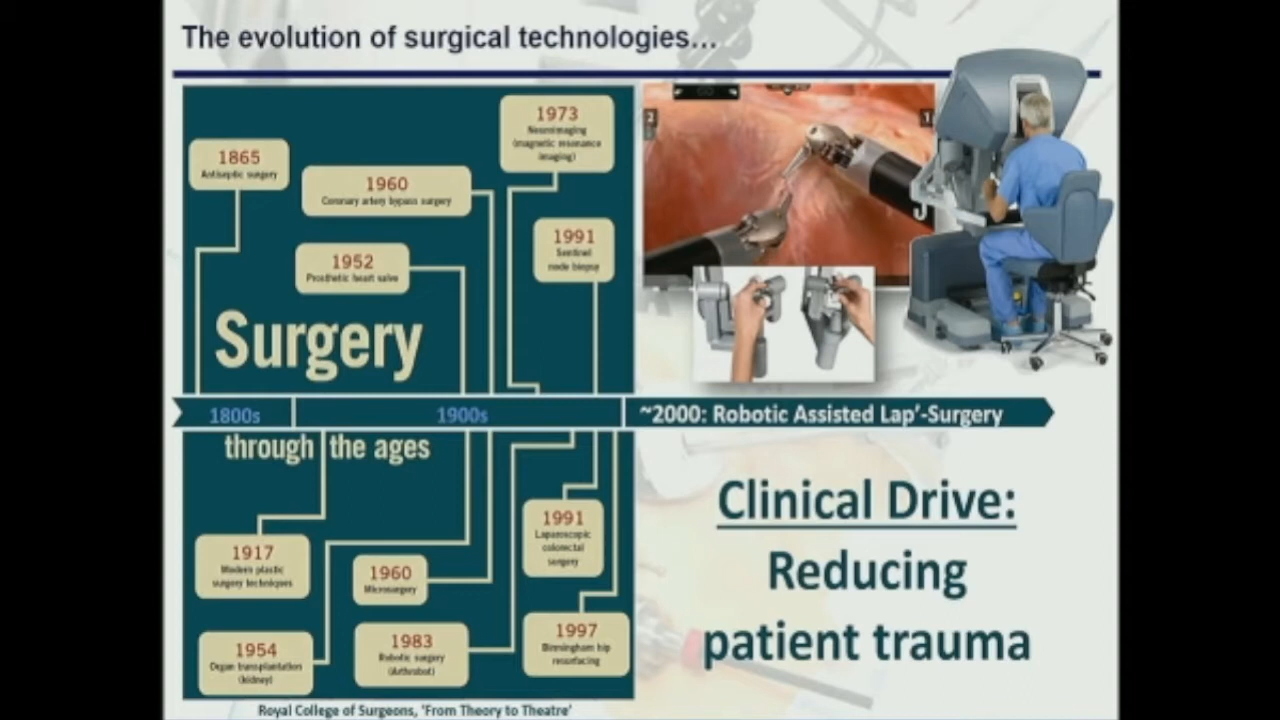 The evolution of surgical technologies...
1865
Antiseptic surgery
1960
Coronary artery bypass surgery
1952
Prosthetic heart valve
1973
Neuroimaging
(magnetic resonance
imaging)
1991
Sentinel
node biopsy
Surgery
1800s
1900s
~2000: Robotic Assisted Lap'-Surgery
through the ages
1917
Modern plastic
surgery techniques
1954
Organ transplantation
(kidney)
1960
Microsurgery
1983
Robotic surgery
(Arthrobot)
1991
Laparoscopic
colorectal
surgery
1997
Birmingham hip
resurfacing
Royal College of Surgeons, 'From Theory to Theatre'
2
1
Clinical Drive:
Reducing
patient trauma